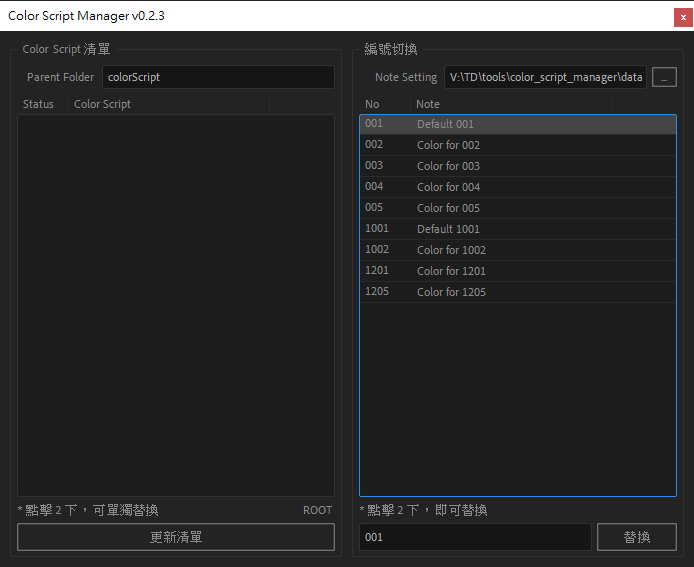 Color Script Manager v0.2.3
x
Color Script 清單
Parent Folder colorScript
Status Color Script
* 點擊 2 下，可單獨替換 ROOT
更新清單
編號切換
Note Setting V:\TD\tools\color_script_manager\data ...
No Note
001 Default 001
002 Color for 002
003 Color for 003
004 Color for 004
005 Color for 005
1001 Default 1001
1002 Color for 1002
1201 Color for 1201
1205 Color for 1205
* 點擊 2 下，即可替換
001 替換